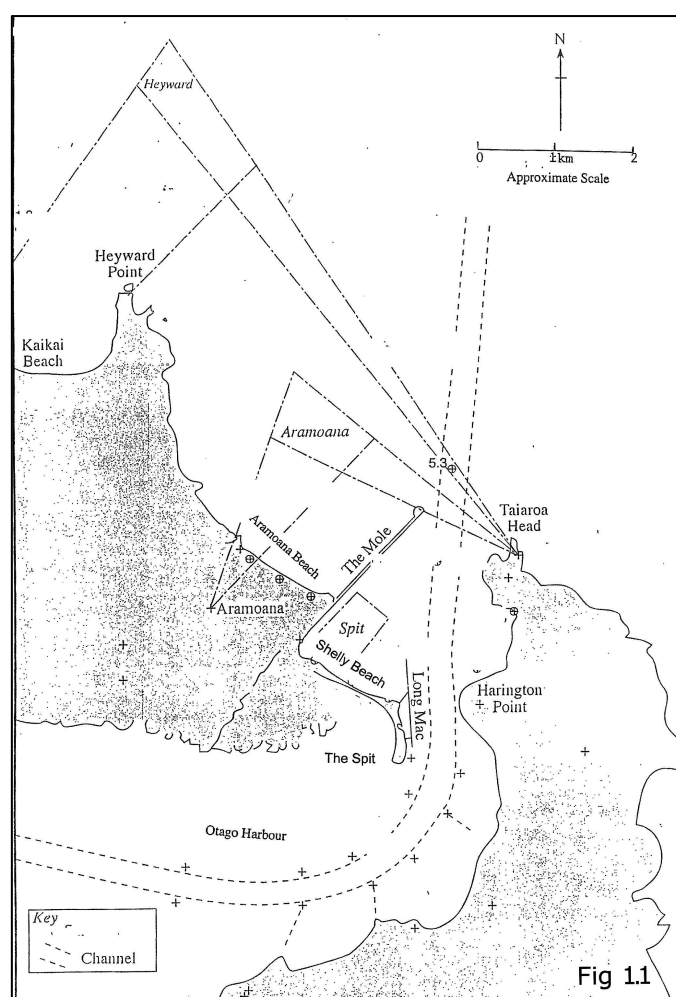 N
Heyward
0
1km
2
Approximate Scale
Heyward
Point
Kaikai
Beach
Aramoana
5.3
Taiaroa
Head
Aramoana Beach
The Mole
Aramoana
Spit
Shelly Beach
Long Mac
Harington
Point
The Spit
Otago Harbour
Key
Channel
Fig 1.1